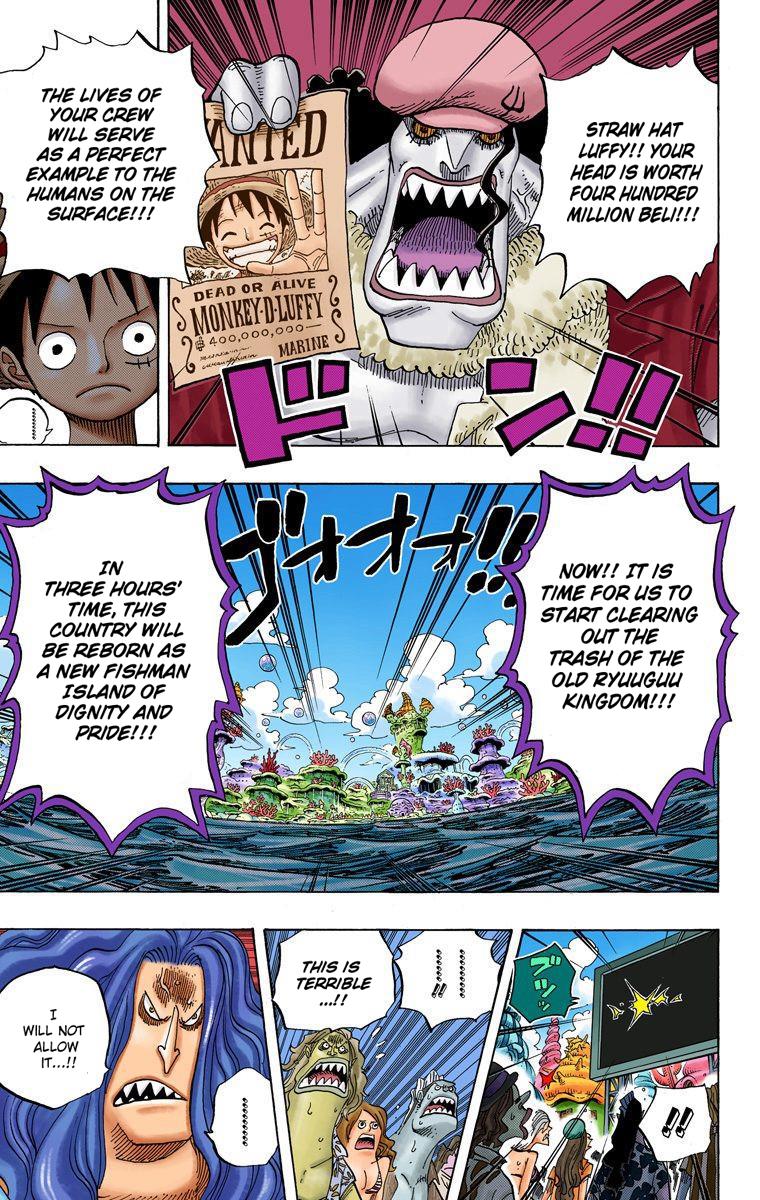 STRAW HAT
LUFFY!! YOUR
HEAD IS WORTH
FOUR HUNDRED
MILLION BELI!!!
THE LIVES OF
YOUR CREW
WILL SERVE
AS A PERFECT
EXAMPLE TO THE
HUMANS ON THE
SURFACE!!!
WANTED
DEAD OR ALIVE
MONKEY·D·LUFFY
400,000,000—
MARINE
ドン!!
......
NOW!! IT IS
TIME FOR US TO
START CLEARING
OUT THE
TRASH OF THE
OLD RYUUGUU
KINGDOM!!!
ゴオオオ!!
IN
THREE HOURS'
TIME, THIS
COUNTRY WILL
BE REBORN AS
A NEW FISHMAN
ISLAND OF
DIGNITY AND
PRIDE!!!
ブツッ
!!
.........!!
THIS IS
TERRIBLE
...!!
.........
I
WILL NOT
ALLOW
IT...!!